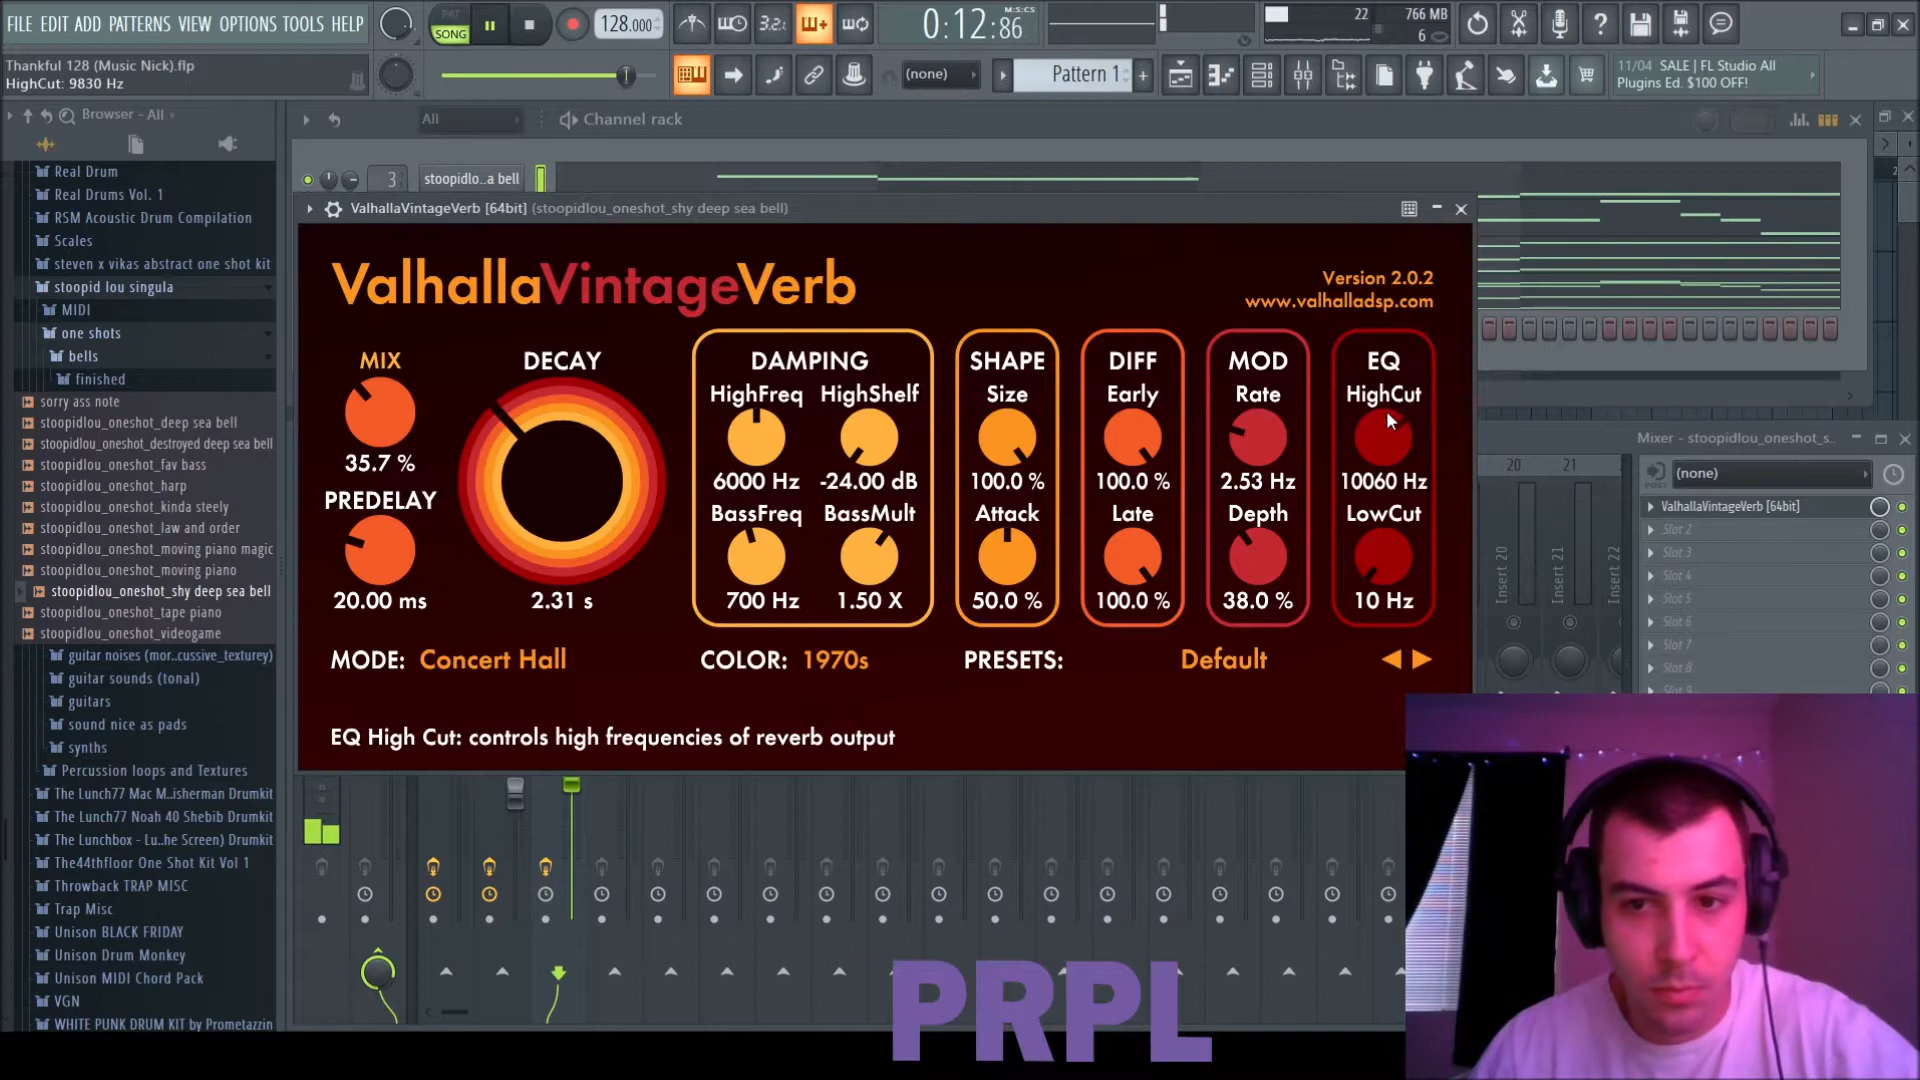 FILE EDIT ADD PATTERNS VIEW OPTIONS TOOLS HELP
PAT
SONG
128.000
3.2.
0:12:86
M:S:CS
22
766 MB
6
Thankful 128 (Music Nick).flp
HighCut: 9830 Hz
(none)
Pattern 1
+
11/04 SALE | FL Studio All
Plugins Ed. $100 OFF!
Browser - All
All
Channel rack
3
stoopidlo..a bell
Real Drum
Real Drums Vol. 1
RSM Acoustic Drum Compilation
Scales
steven x vikas abstract one shot kit
stoopid lou singula
MIDI
one shots
bells
finished
sorry ass note
stoopidlou_oneshot_deep sea bell
stoopidlou_oneshot_destroyed deep sea bell
stoopidlou_oneshot_fav bass
stoopidlou_oneshot_harp
stoopidlou_oneshot_kinda steely
stoopidlou_oneshot_law and order
stoopidlou_oneshot_moving piano magic
stoopidlou_oneshot_moving piano
stoopidlou_oneshot_shy deep sea bell
stoopidlou_oneshot_tape piano
stoopidlou_oneshot_videogame
guitar noises (mor..cussive_texturey)
guitar sounds (tonal)
guitars
sound nice as pads
synths
Percussion loops and Textures
The Lunch77 Mac M..isherman Drumkit
The Lunch77 Noah 40 Shebib Drumkit
The Lunchbox - Lu..he Screen) Drumkit
The44thfloor One Shot Kit Vol 1
Throwback TRAP MISC
Trap Misc
Unison BLACK FRIDAY
Unison Drum Monkey
Unison MIDI Chord Pack
VGN
WHITE PUNK DRUM KIT by Prometazzin
ValhallaVintageVerb [64bit] (stoopidlou_oneshot_shy deep sea bell)
ValhallaVintageVerb
Version 2.0.2
www.valhalladsp.com
MIX
35.7 %
PREDELAY
20.00 ms
DECAY
2.31 s
DAMPING
HighFreq HighShelf
6000 Hz -24.00 dB
BassFreq BassMult
700 Hz 1.50 X
SHAPE
Size
100.0 %
Attack
50.0 %
DIFF
Early
100.0 %
Late
100.0 %
MOD
Rate
2.53 Hz
Depth
38.0 %
EQ
HighCut
10060 Hz
LowCut
10 Hz
MODE: Concert Hall
COLOR: 1970s
PRESETS: Default
EQ High Cut: controls high frequencies of reverb output
Mixer - stoopidlou_oneshot_s..
20 21
(none)
POST
ValhallaVintageVerb [64bit]
Slot 2
Slot 3
Slot 4
Slot 5
Slot 6
Slot 7
Slot 8
Insert 20
Insert 21
Insert 22
PRPL